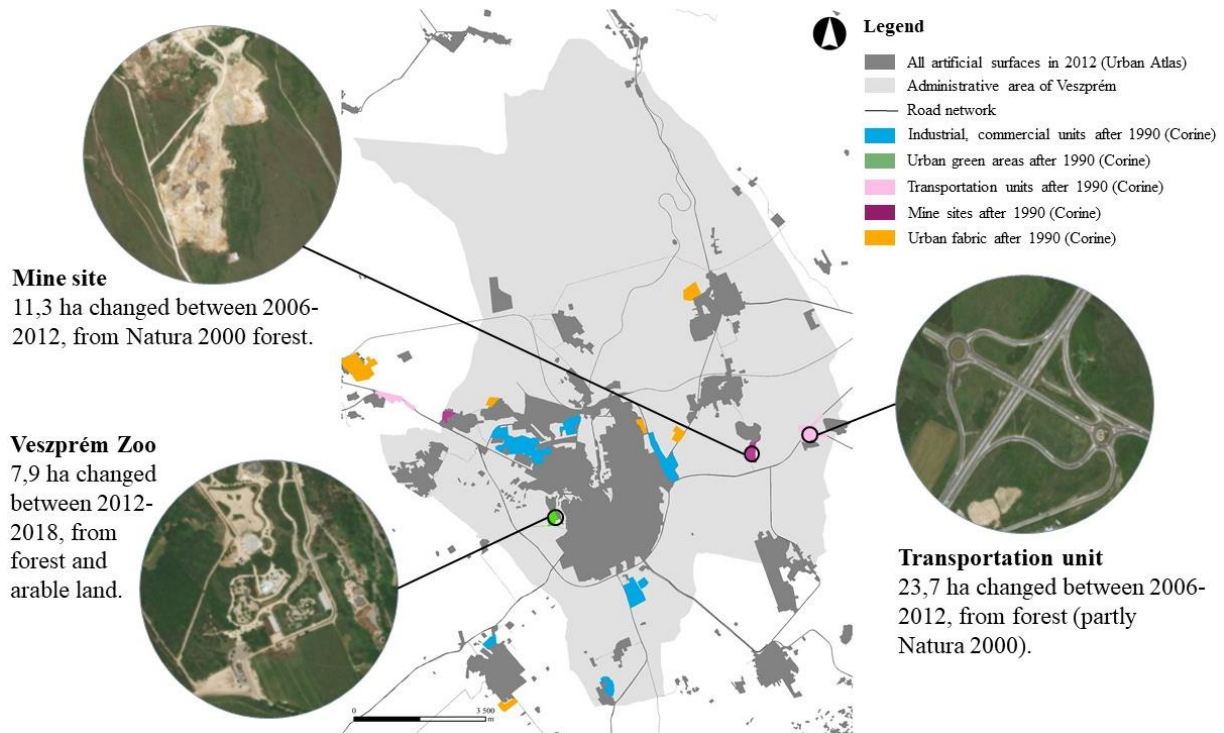 Legend
All artificial surfaces in 2012 (Urban Atlas)
Administrative area of Veszprém
Road network
Industrial, commercial units after 1990 (Corine)
Urban green areas after 1990 (Corine)
Transportation units after 1990 (Corine)
Mine sites after 1990 (Corine)
Urban fabric after 1990 (Corine)
Mine site
11,3 ha changed between 2006-
2012, from Natura 2000 forest.
Veszprém Zoo
7,9 ha changed
between 2012-
2018, from
forest and
arable land.
Transportation unit
23,7 ha changed between 2006-
2012, from forest (partly
Natura 2000).
0 3 500
m